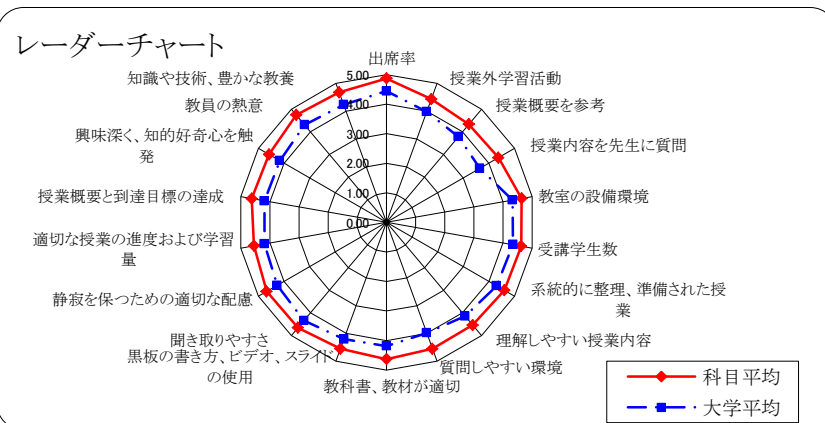 レーダーチャート
出席率
授業外学習活動
授業概要を参考
授業内容を先生に質問
教室の設備環境
受講学生数
系統的に整理、準備された授
業
理解しやすい授業内容
質問しやすい環境
教科書、教材が適切
黒板の書き方、ビデオ、スライド
の使用
聞き取りやすさ
静寂を保つための適切な配慮
適切な授業の進度および学習
量
授業概要と到達目標の達成
興味深く、知的好奇心を触
発
教員の熱意
知識や技術、豊かな教養
5.00
4.00
3.00
2.00
1.00
0.00
科目平均
大学平均